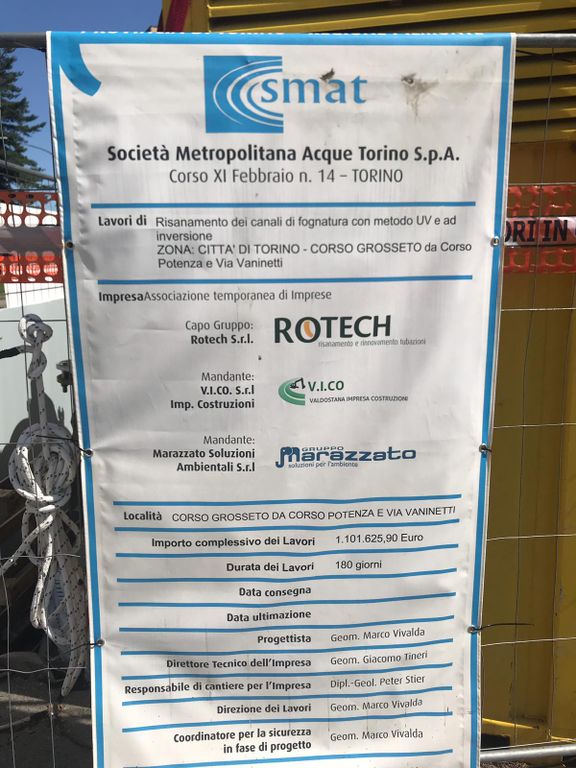 smat
Società Metropolitana Acque Torino S.p.A.
Corso XI Febbraio n. 14 – TORINO
Lavori di Risanamento dei canali di fognatura con metodo UV e ad
inversione
ZONA: CITTA' DI TORINO - CORSO GROSSETO da Corso
Potenza e Via Vaninetti
Impresa Associazione temporanea di Imprese
Capo Gruppo:
Rotech S.r.l.
ROTECH
risanamento e rinnovamento tubazioni
Mandante:
V.I.CO. S.r.l
Imp. Costruzioni
V.I.CO
VALDOSTANA IMPRESA COSTRUZIONI
Mandante:
Marazzato Soluzioni
Ambientali S.r.l
GRUPPO
Marazzato
soluzioni per l'ambiente
Località CORSO GROSSETO DA CORSO POTENZA E VIA VANINETTI
Importo complessivo dei Lavori 1.101.625,90 Euro
Durata dei Lavori 180 giorni
Data consegna
Data ultimazione
Progettista Geom. Marco Vivalda
Direttore Tecnico dell'Impresa Geom. Giacomo Tineri
Responsabile di cantiere per l'Impresa Dipl.-Geol. Peter Stier
Direzione dei Lavori Geom. Marco Vivalda
Coordinatore per la sicurezza
in fase di progetto Geom. Marco Vivalda